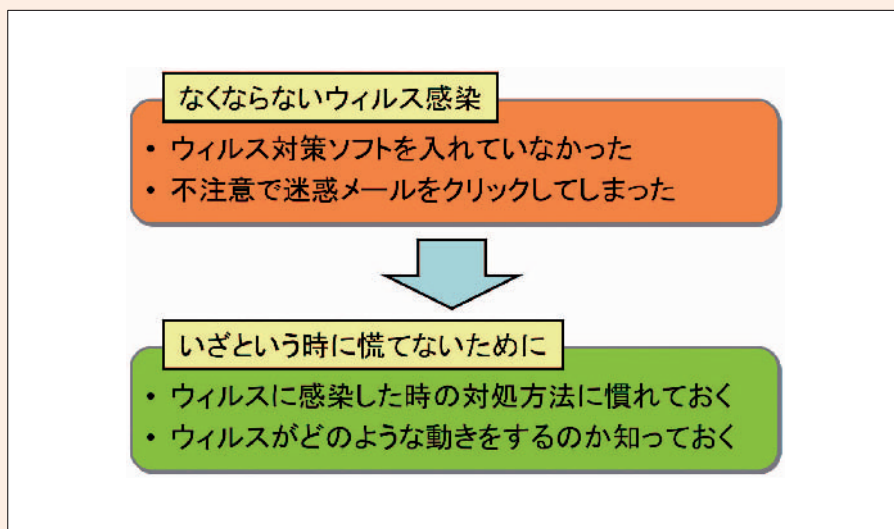 なくならないウィルス感染
・ウィルス対策ソフトを入れていなかった
・不注意で迷惑メールをクリックしてしまった
いざという時に慌てないために
・ウィルスに感染した時の対処方法に慣れておく
・ウィルスがどのような動きをするのか知っておく